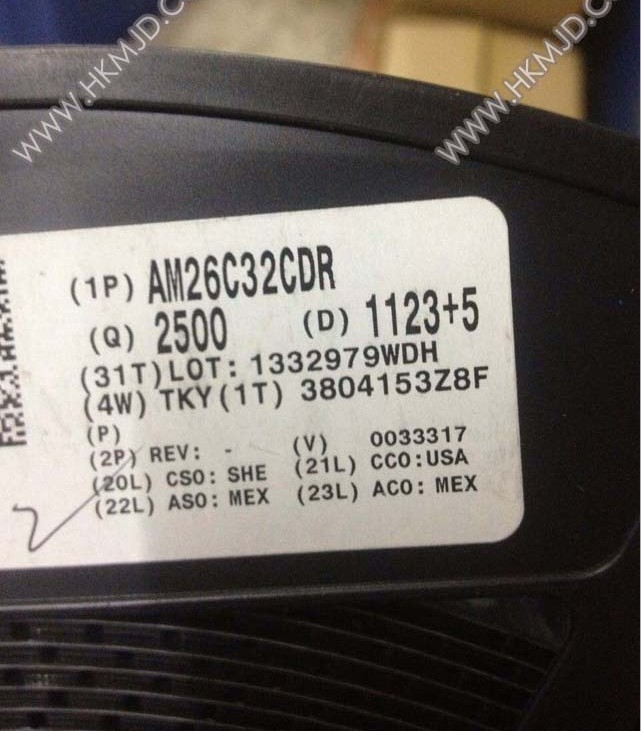 WWW.HKMJD.C
WWW.HKMJD.CO
(1P) AM26C32CDR
(Q) 2500 (D) 1123+5
(31T)LOT: 1332979WDH
(4W) TKY(1T) 3804153Z8F
(P)
(2P) REV: - (V) 0033317
(20L) CSO: SHE (21L) CCO:USA
(22L) ASO: MEX (23L) ACO: MEX